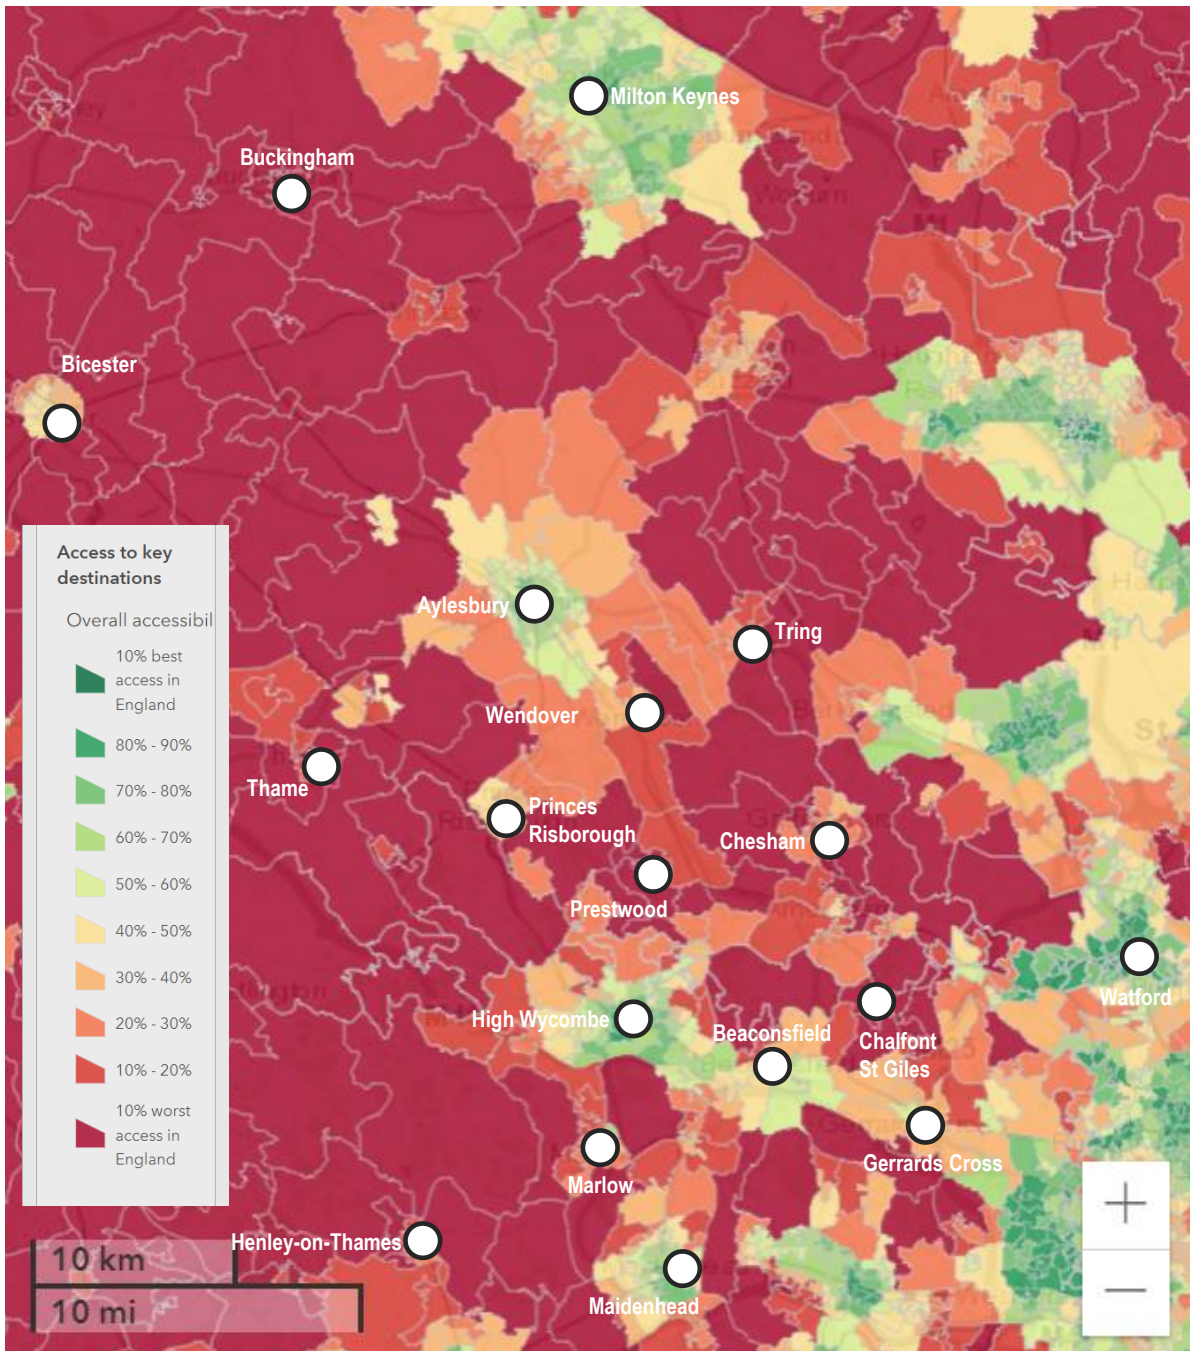 Milton Keynes
Buckingham
Bicester
Access to key
destinations
Overall accessibil
10% best
access in
England
80% - 90%
70% - 80%
60% - 70%
50% - 60%
40% - 50%
30% - 40%
20% - 30%
10% - 20%
10% worst
access in
England
Aylesbury
Tring
Wendover
Thame
Princes
Risborough
Chesham
Prestwood
Watford
High Wycombe
Beaconsfield
Chalfont
St Giles
Gerrards Cross
Marlow
Henley-on-Thames
Maidenhead
M1
10 km
10 mi
+
−